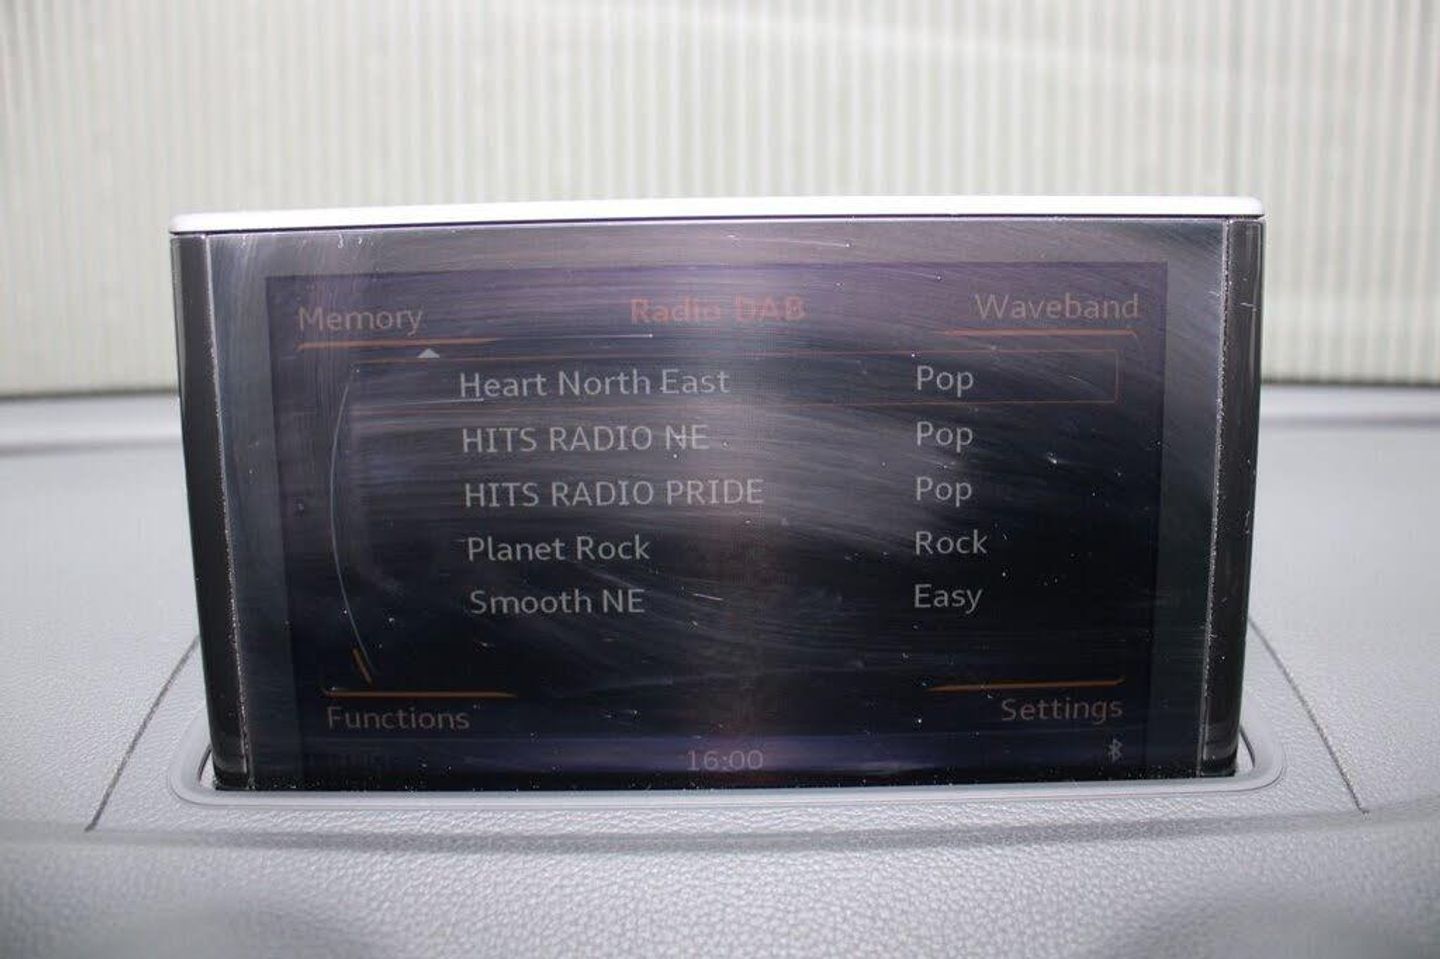 Memory Radio DAB Waveband
Heart North East Pop
HITS RADIO NE Pop
HITS RADIO PRIDE Pop
Planet Rock Rock
Smooth NE Easy
Functions Settings
16:00